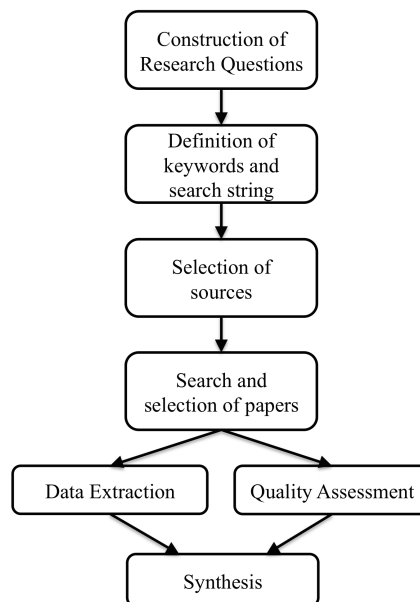 Construction of
Research Questions
Definition of
keywords and
search string
Selection of
sources
Search and
selection of papers
Data Extraction
Quality Assessment
Synthesis